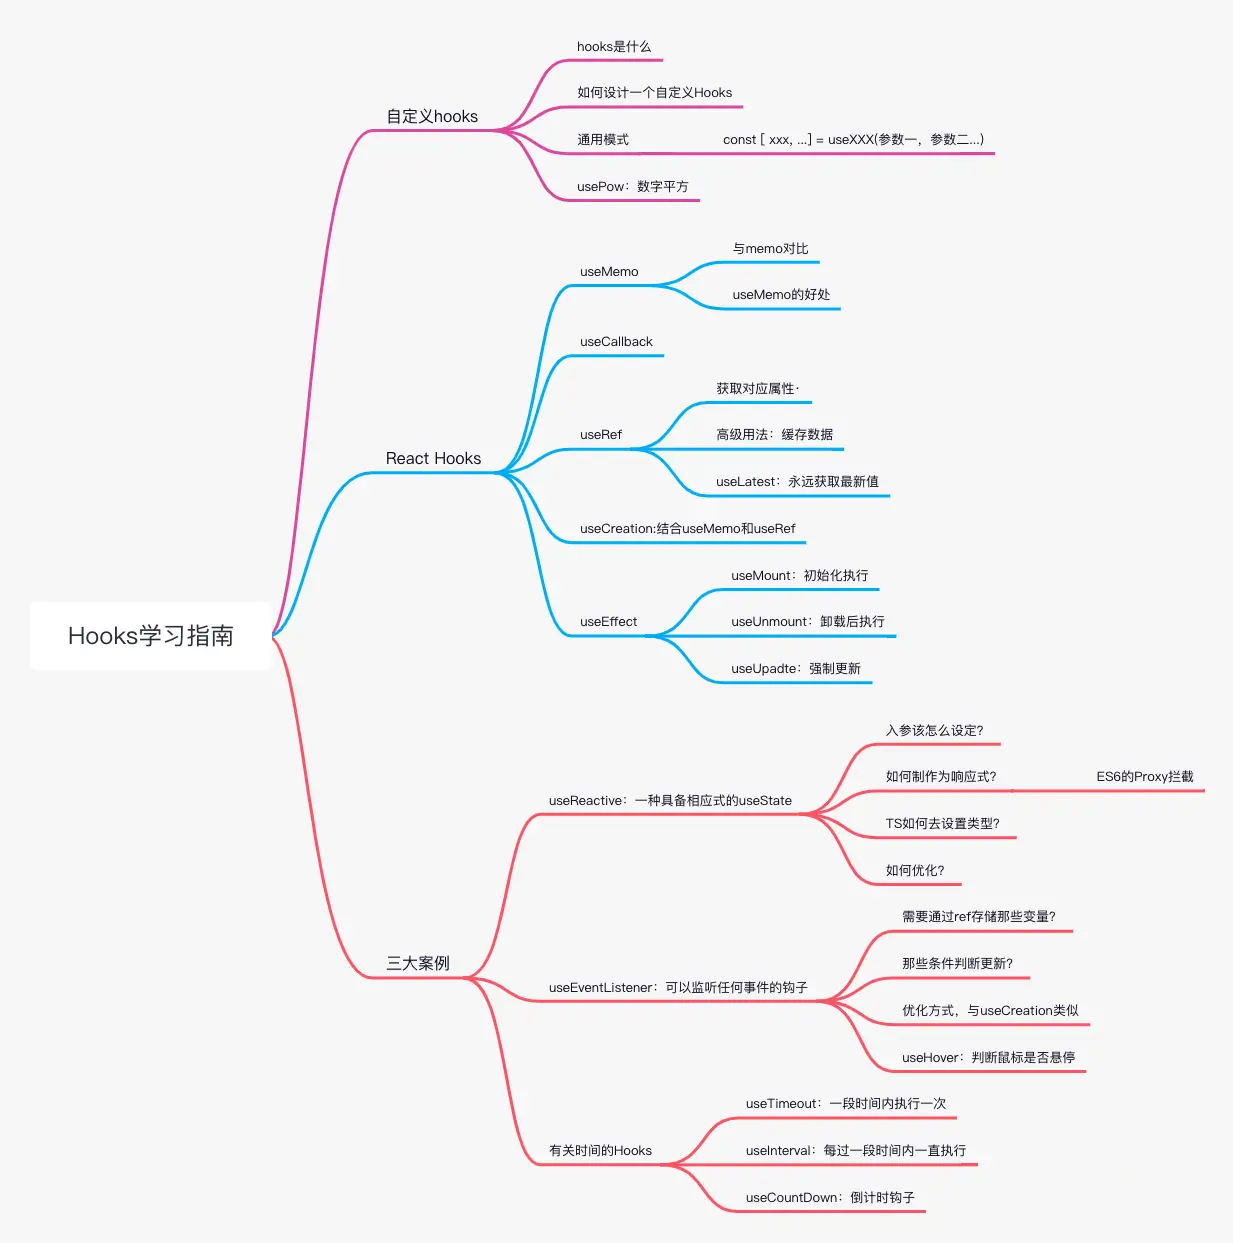 Hooks学习指南
自定义hooks
hooks是什么
如何设计一个自定义Hooks
通用模式
const [ xxx, ...] = useXXX(参数一，参数二...)
usePow：数字平方
React Hooks
useMemo
与memo对比
useMemo的好处
useCallback
useRef
获取对应属性·
高级用法：缓存数据
useLatest：永远获取最新值
useCreation:结合useMemo和useRef
useEffect
useMount：初始化执行
useUnmount：卸载后执行
useUpadte：强制更新
三大案例
useReactive：一种具备相应式的useState
入参该怎么设定？
如何制作为响应式？
ES6的Proxy拦截
TS如何去设置类型？
如何优化？
useEventListener：可以监听任何事件的钩子
需要通过ref存储那些变量？
那些条件判断更新？
优化方式，与useCreation类似
useHover：判断鼠标是否悬停
有关时间的Hooks
useTimeout：一段时间内执行一次
useInterval：每过一段时间内一直执行
useCountDown：倒计时钩子